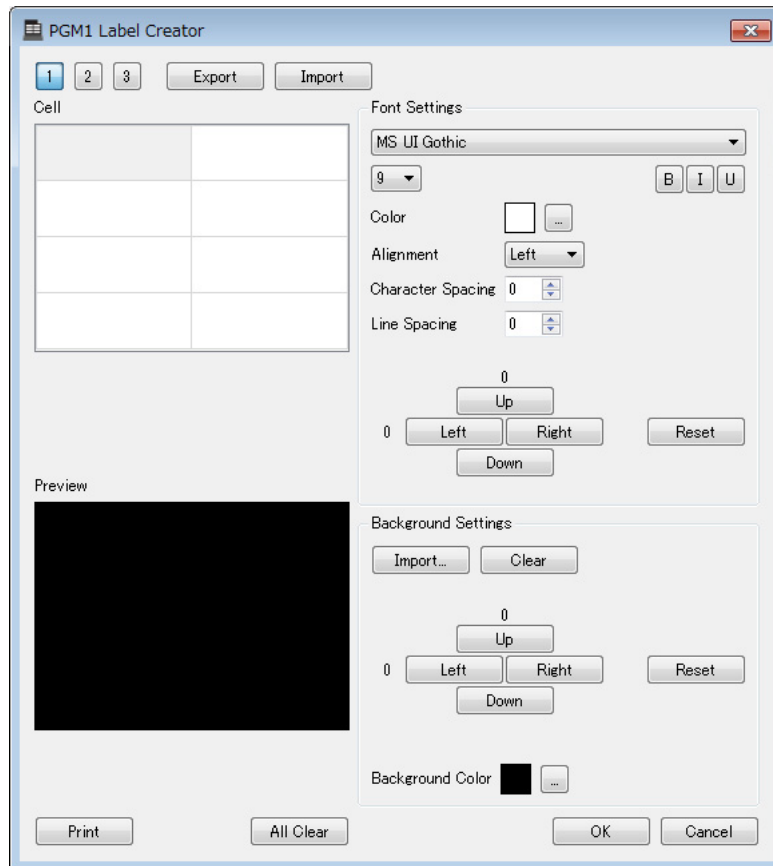 PGM1 Label Creator
1 2 3 Export Import
Cell
Font Settings
MS UI Gothic
9 B I U
Color ...
Alignment Left
Character Spacing 0
Line Spacing 0
0
Up
0 Left Right Reset
Down
Preview
Background Settings
Import... Clear
0
Up
0 Left Right Reset
Down
Background Color ...
Print All Clear OK Cancel